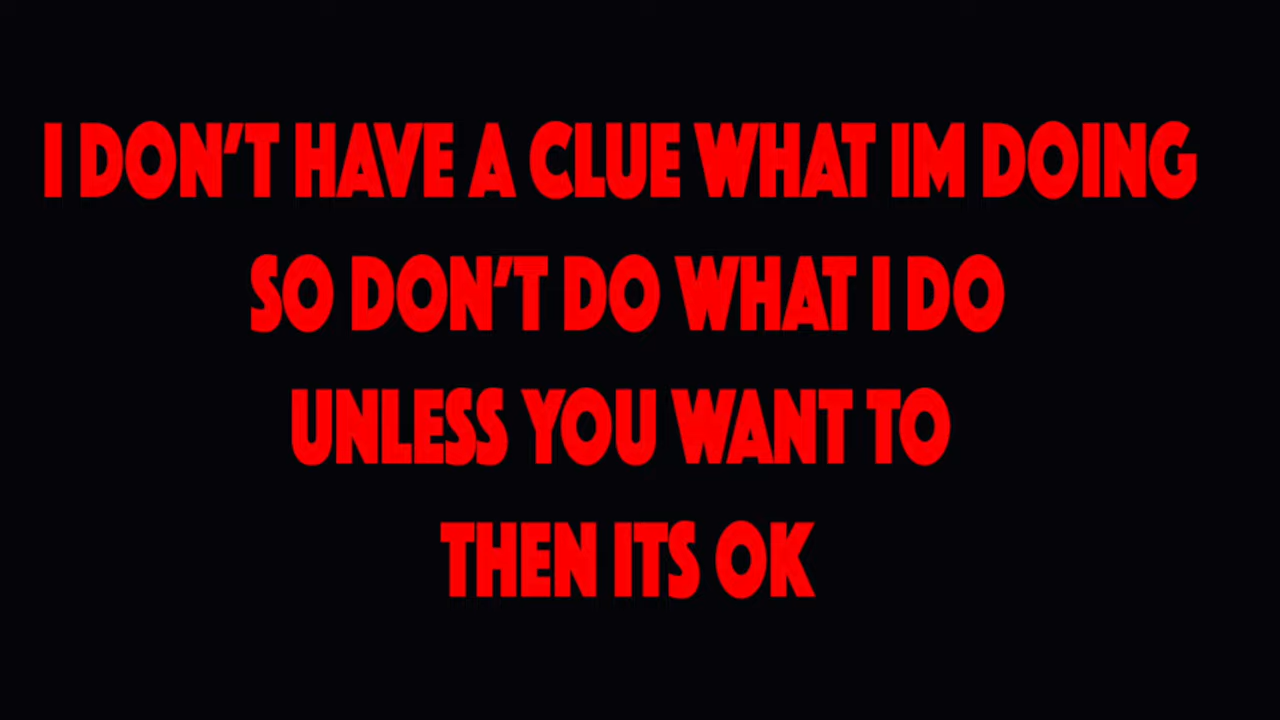 I DON'T HAVE A CLUE WHAT IM DOING
SO DON'T DO WHAT I DO
UNLESS YOU WANT TO
THEN ITS OK